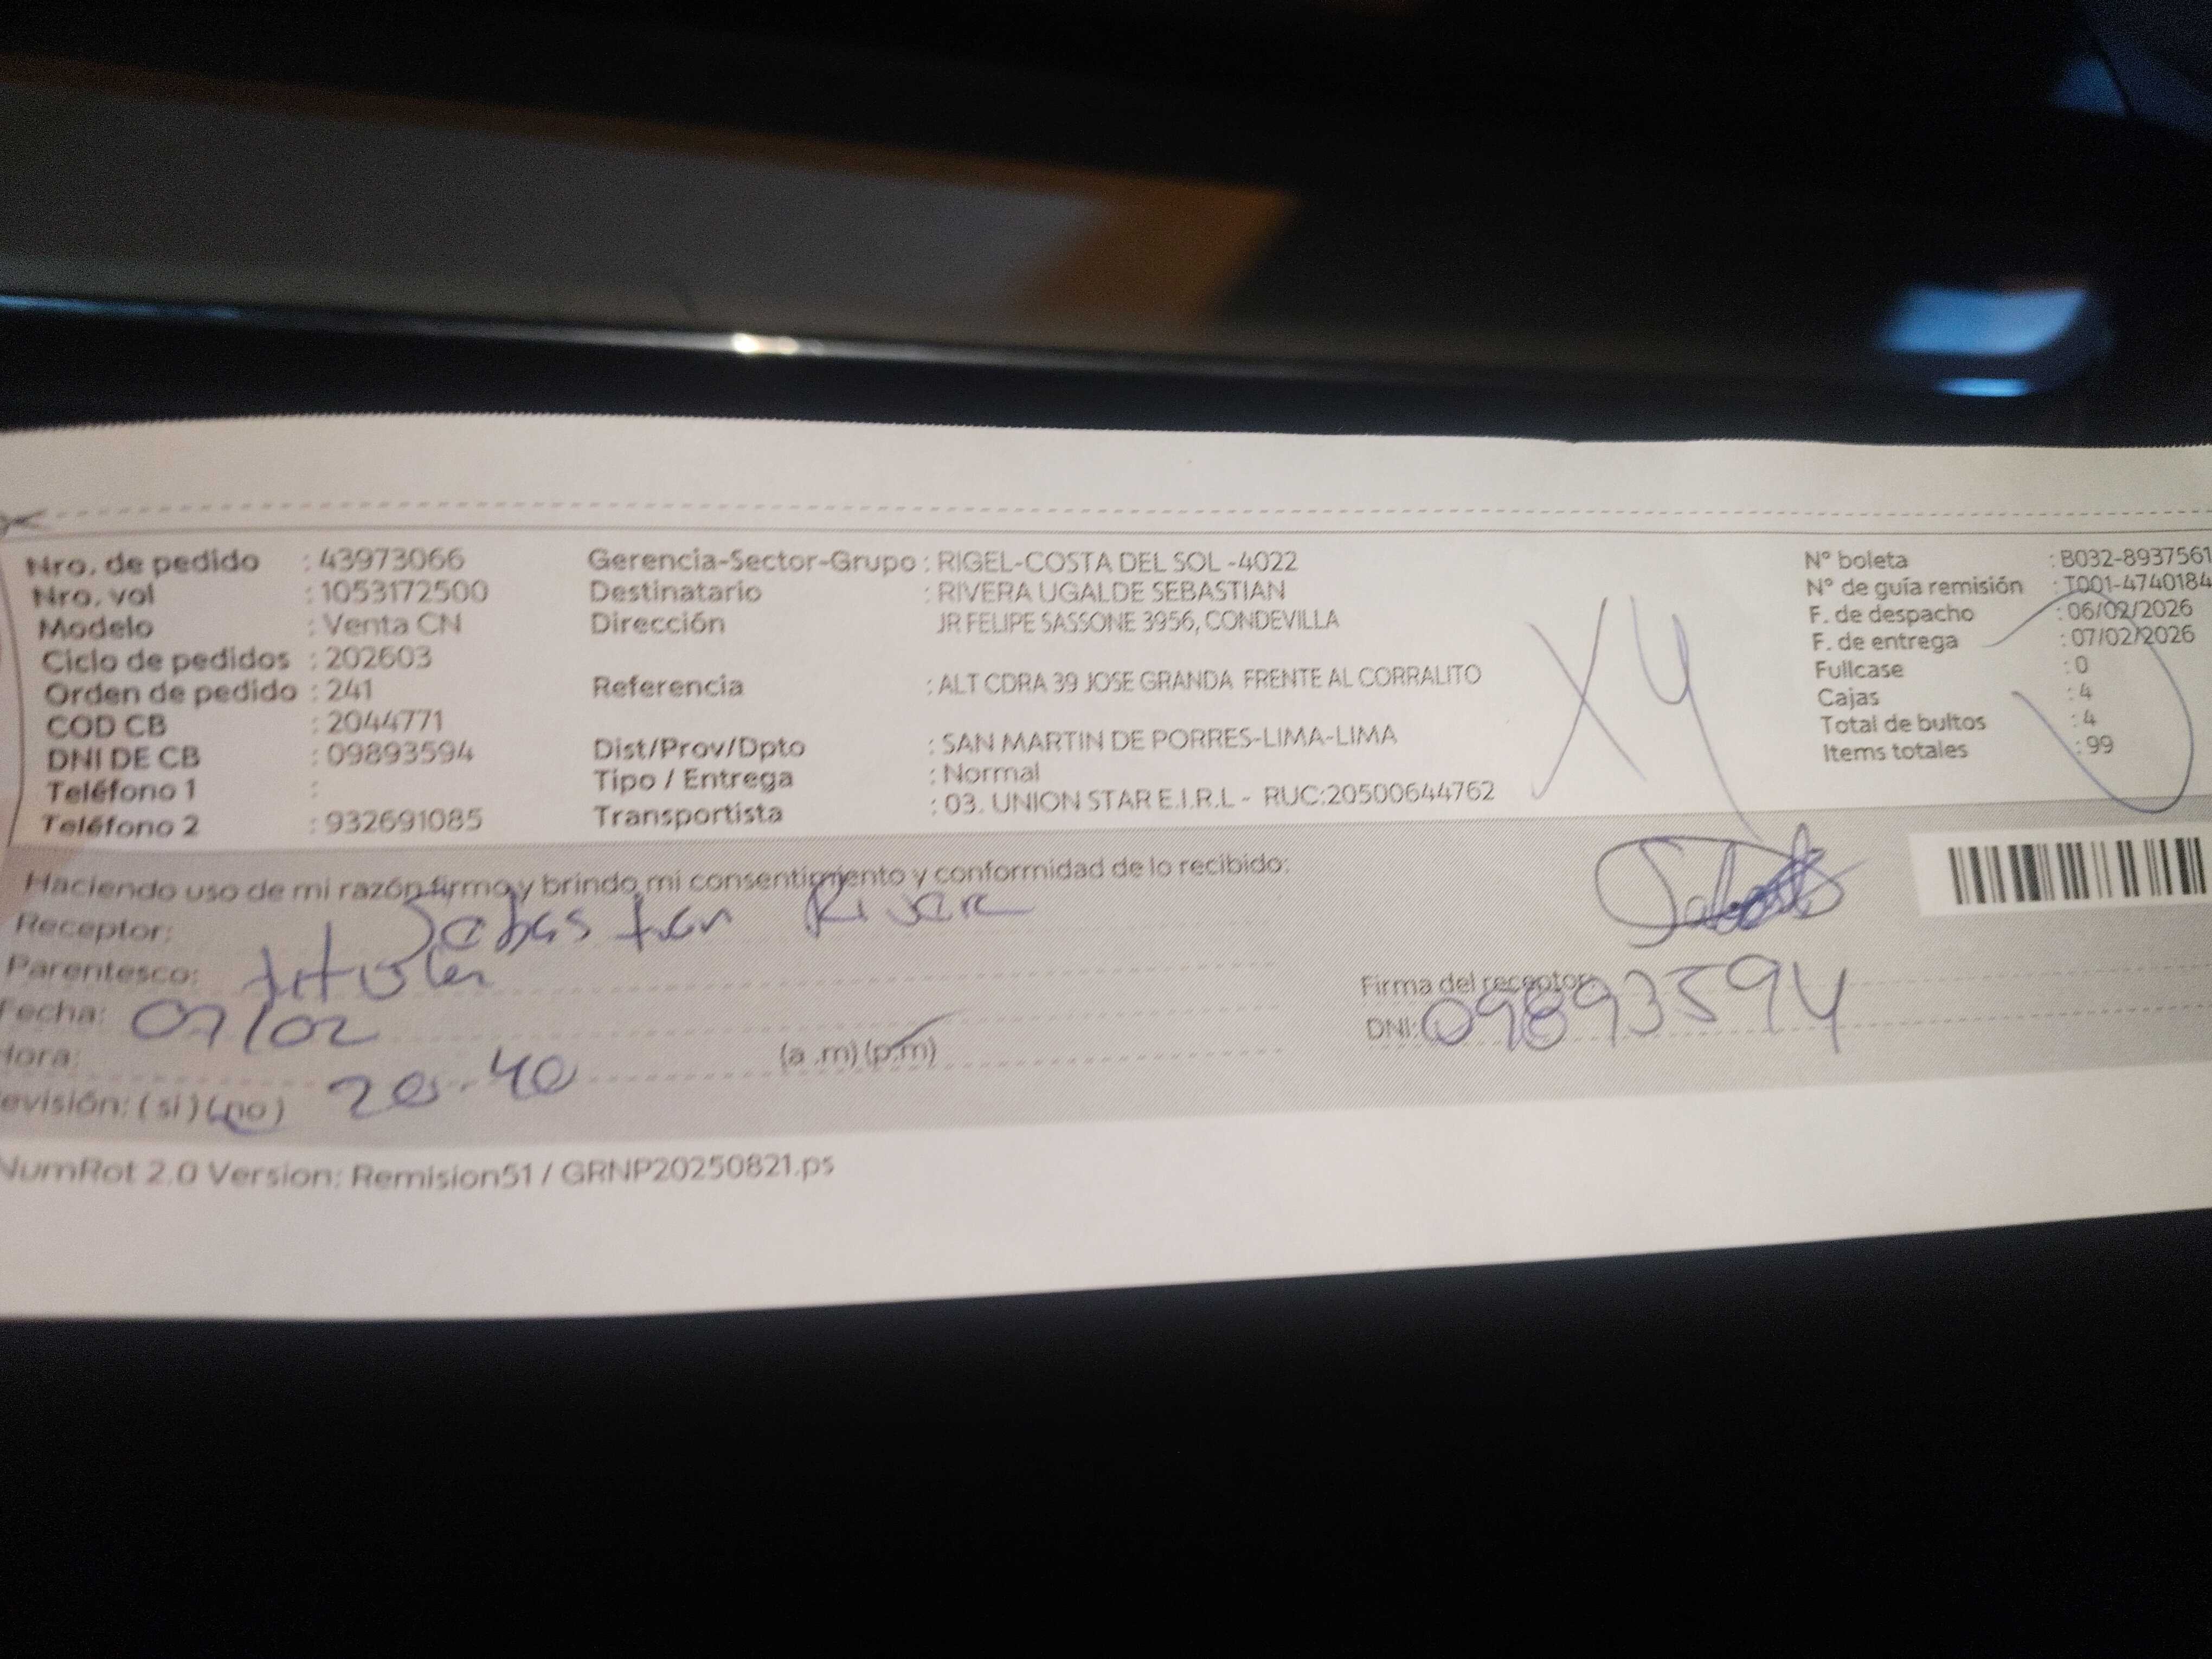 Nro. de pedido : 43973066
Nro. vol : 1053172500
Modelo : Venta CN
Ciclo de pedidos : 202603
Orden de pedido : 241
COD CB : 2044771
DNI DE CB : 09893594
Teléfono 1 :
Teléfono 2 : 932691085
Gerencia-Sector-Grupo : RIGEL-COSTA DEL SOL -4022
Destinatario : RIVERA UGALDE SEBASTIAN
Dirección JR FELIPE SASSONE 3956, CONDEVILLA
Referencia : ALT CDRA 39 JOSE GRANDA FRENTE AL CORRALITO
Dist/Prov/Dpto : SAN MARTIN DE PORRES-LIMA-LIMA
Tipo / Entrega : Normal
Transportista : 03. UNION STAR E.I.R.L - RUC:20500644762
X4
N° boleta : B032-8937561
N° de guía remisión : T001-4740184
F. de despacho : 06/02/2026
F. de entrega : 07/02/2026
Fullcase : 0
Cajas : 4
Total de bultos : 4
Items totales : 99
Haciendo uso de mi razón firmo y brindo mi consentimiento y conformidad de lo recibido:
Receptor: Sebastian Rivera
Parentesco: titular
Fecha: 07/02
Hora: 20:40 (a .m) (p.m)
evisión: ( si ) ( no )
Firma del receptor:
DNI: 09893594
NumRot 2.0 Version: Remision51 / GRNP20250821.ps